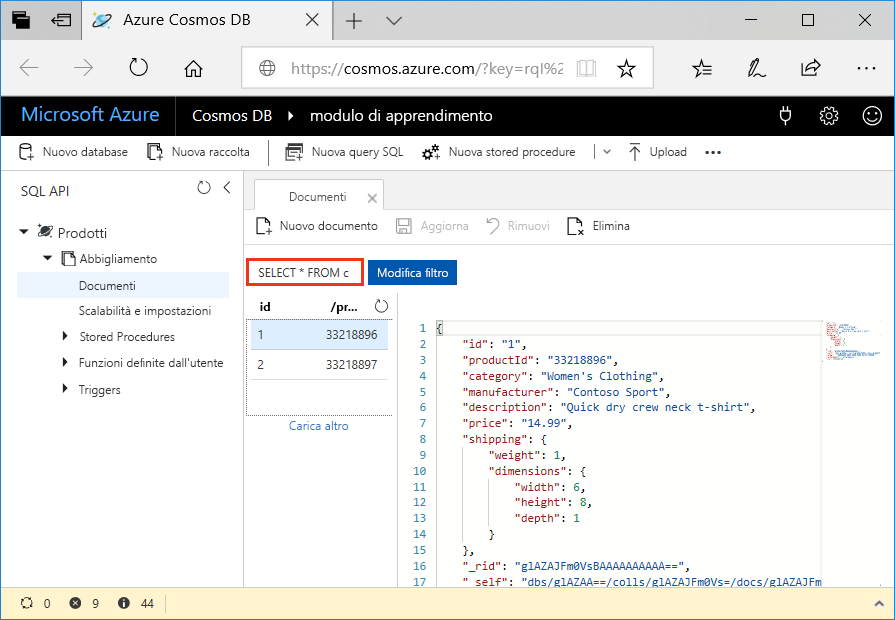 Azure Cosmos DB
https://cosmos.azure.com/?key=rql%2
Microsoft Azure
Cosmos DB
modulo di apprendimento
Nuovo database
Nuova raccolta
Nuova query SQL
Nuova stored procedure
Upload
SQL API
Prodotti
Abbigliamento
Documenti
Scalabilità e impostazioni
Stored Procedures
Funzioni definite dall'utente
Triggers
Documenti
Nuovo documento
Aggiorna
Rimuovi
Elimina
SELECT * FROM c
Modifica filtro
id /pr...
1 33218896
2 33218897
Carica altro
1 {
2 "id": "1",
3 "productId": "33218896",
4 "category": "Women's Clothing",
5 "manufacturer": "Contoso Sport",
6 "description": "Quick dry crew neck t-shirt",
7 "price": "14.99",
8 "shipping": {
9 "weight": 1,
10 "dimensions": {
11 "width": 6,
12 "height": 8,
13 "depth": 1
14 }
15 },
16 "_rid": "glAZAJFm0VsBAAAAAAAAAA==",
17 "_self": "dbs/glAZAA==/colls/glAZAJFm0Vs=/docs/glAZAJFm
0 9 44